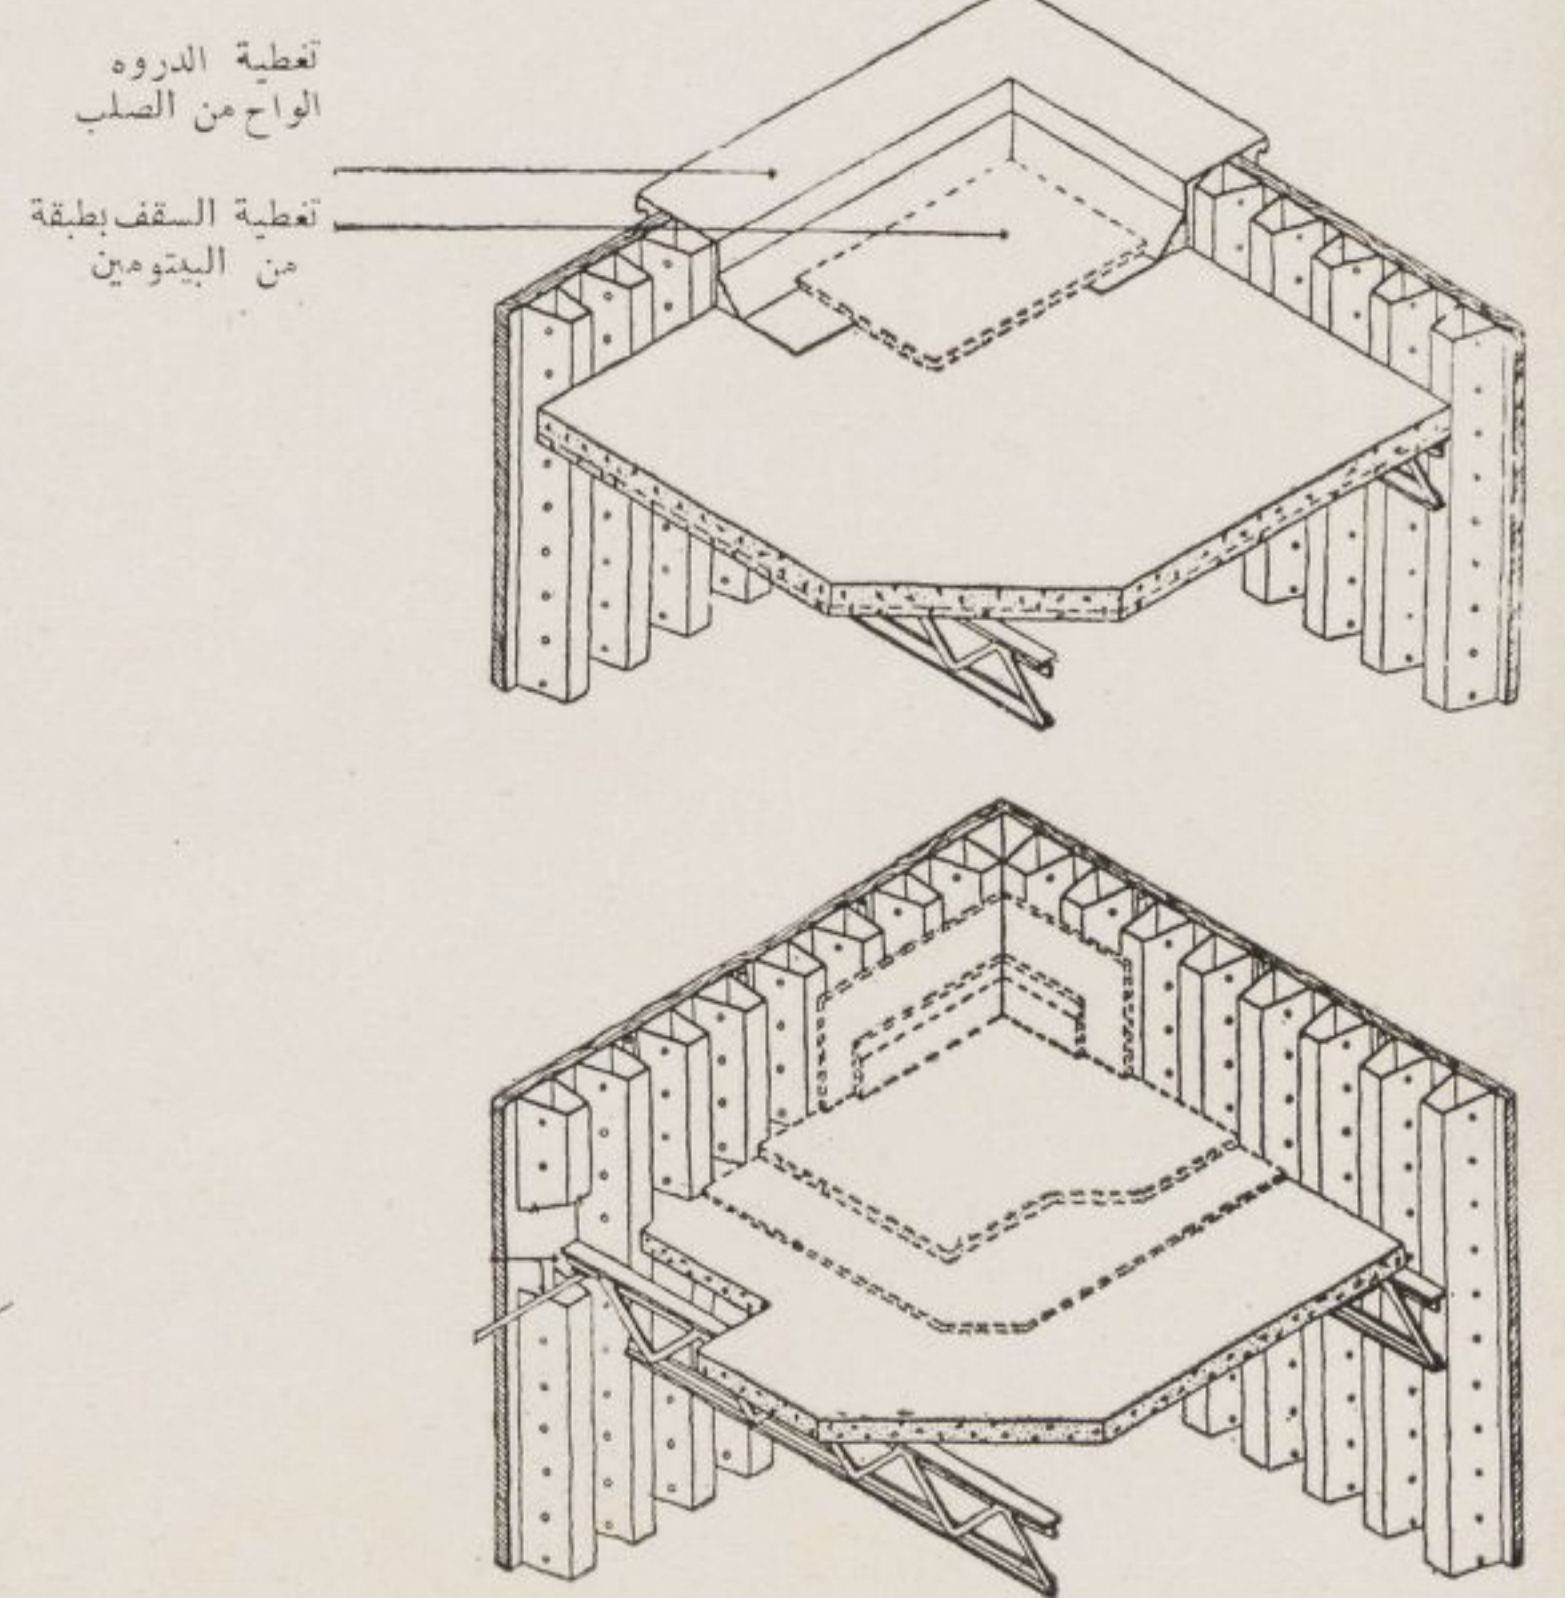 تغطية الدروه
الواح من الصلب
تغطية السقف بطبقة
من البيتومين